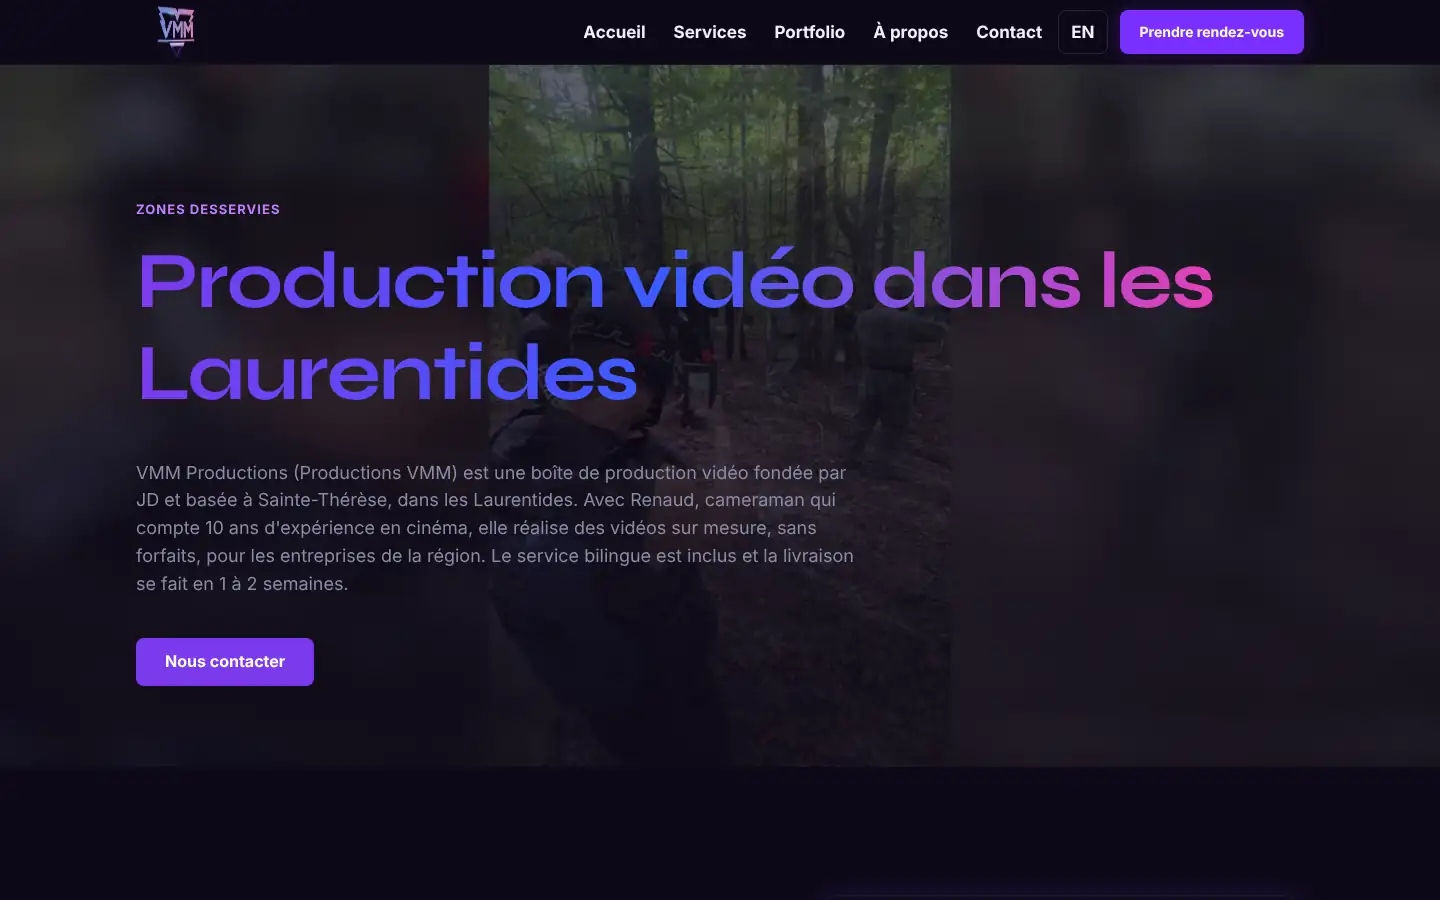 VMM
Accueil
Services
Portfolio
À propos
Contact
EN
Prendre rendez-vous
ZONES DESSERVIES
Production vidéo dans les
Laurentides
VMM Productions (Productions VMM) est une boîte de production vidéo fondée par
JD et basée à Sainte-Thérèse, dans les Laurentides. Avec Renaud, cameraman qui
compte 10 ans d'expérience en cinéma, elle réalise des vidéos sur mesure, sans
forfaits, pour les entreprises de la région. Le service bilingue est inclus et la livraison
se fait en 1 à 2 semaines.
Nous contacter